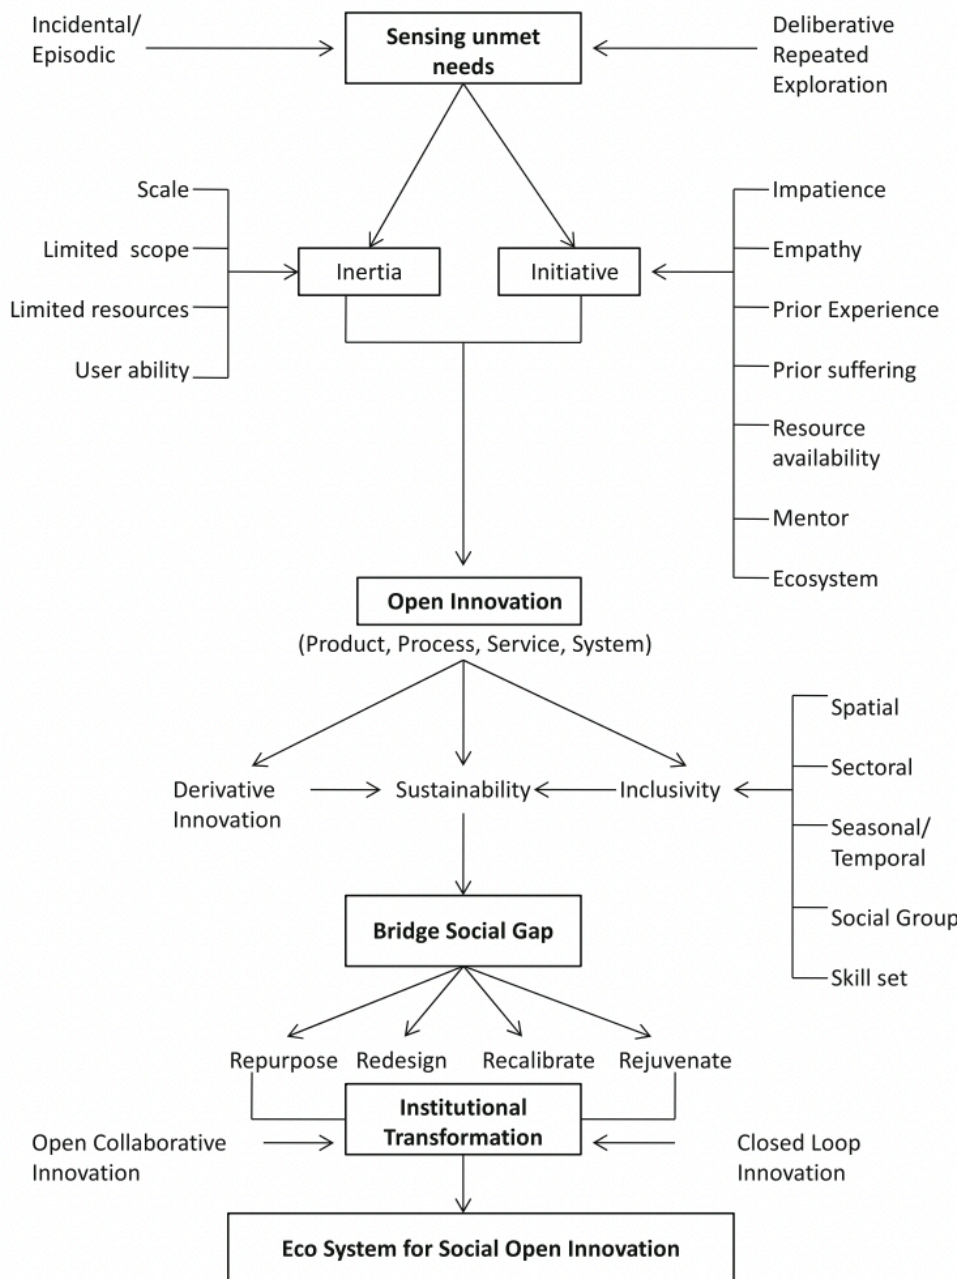 Incidental/
Episodic
Sensing unmet
needs
Deliberative
Repeated
Exploration
Scale
Limited scope
Limited resources
User ability
Inertia
Initiative
Impatience
Empathy
Prior Experience
Prior suffering
Resource
availability
Mentor
Ecosystem
Open Innovation
(Product, Process, Service, System)
Derivative
Innovation
Sustainability
Inclusivity
Spatial
Sectoral
Seasonal/
Temporal
Social Group
Skill set
Bridge Social Gap
Repurpose
Redesign
Recalibrate
Rejuvenate
Institutional
Transformation
Open Collaborative
Innovation
Closed Loop
Innovation
Eco System for Social Open Innovation